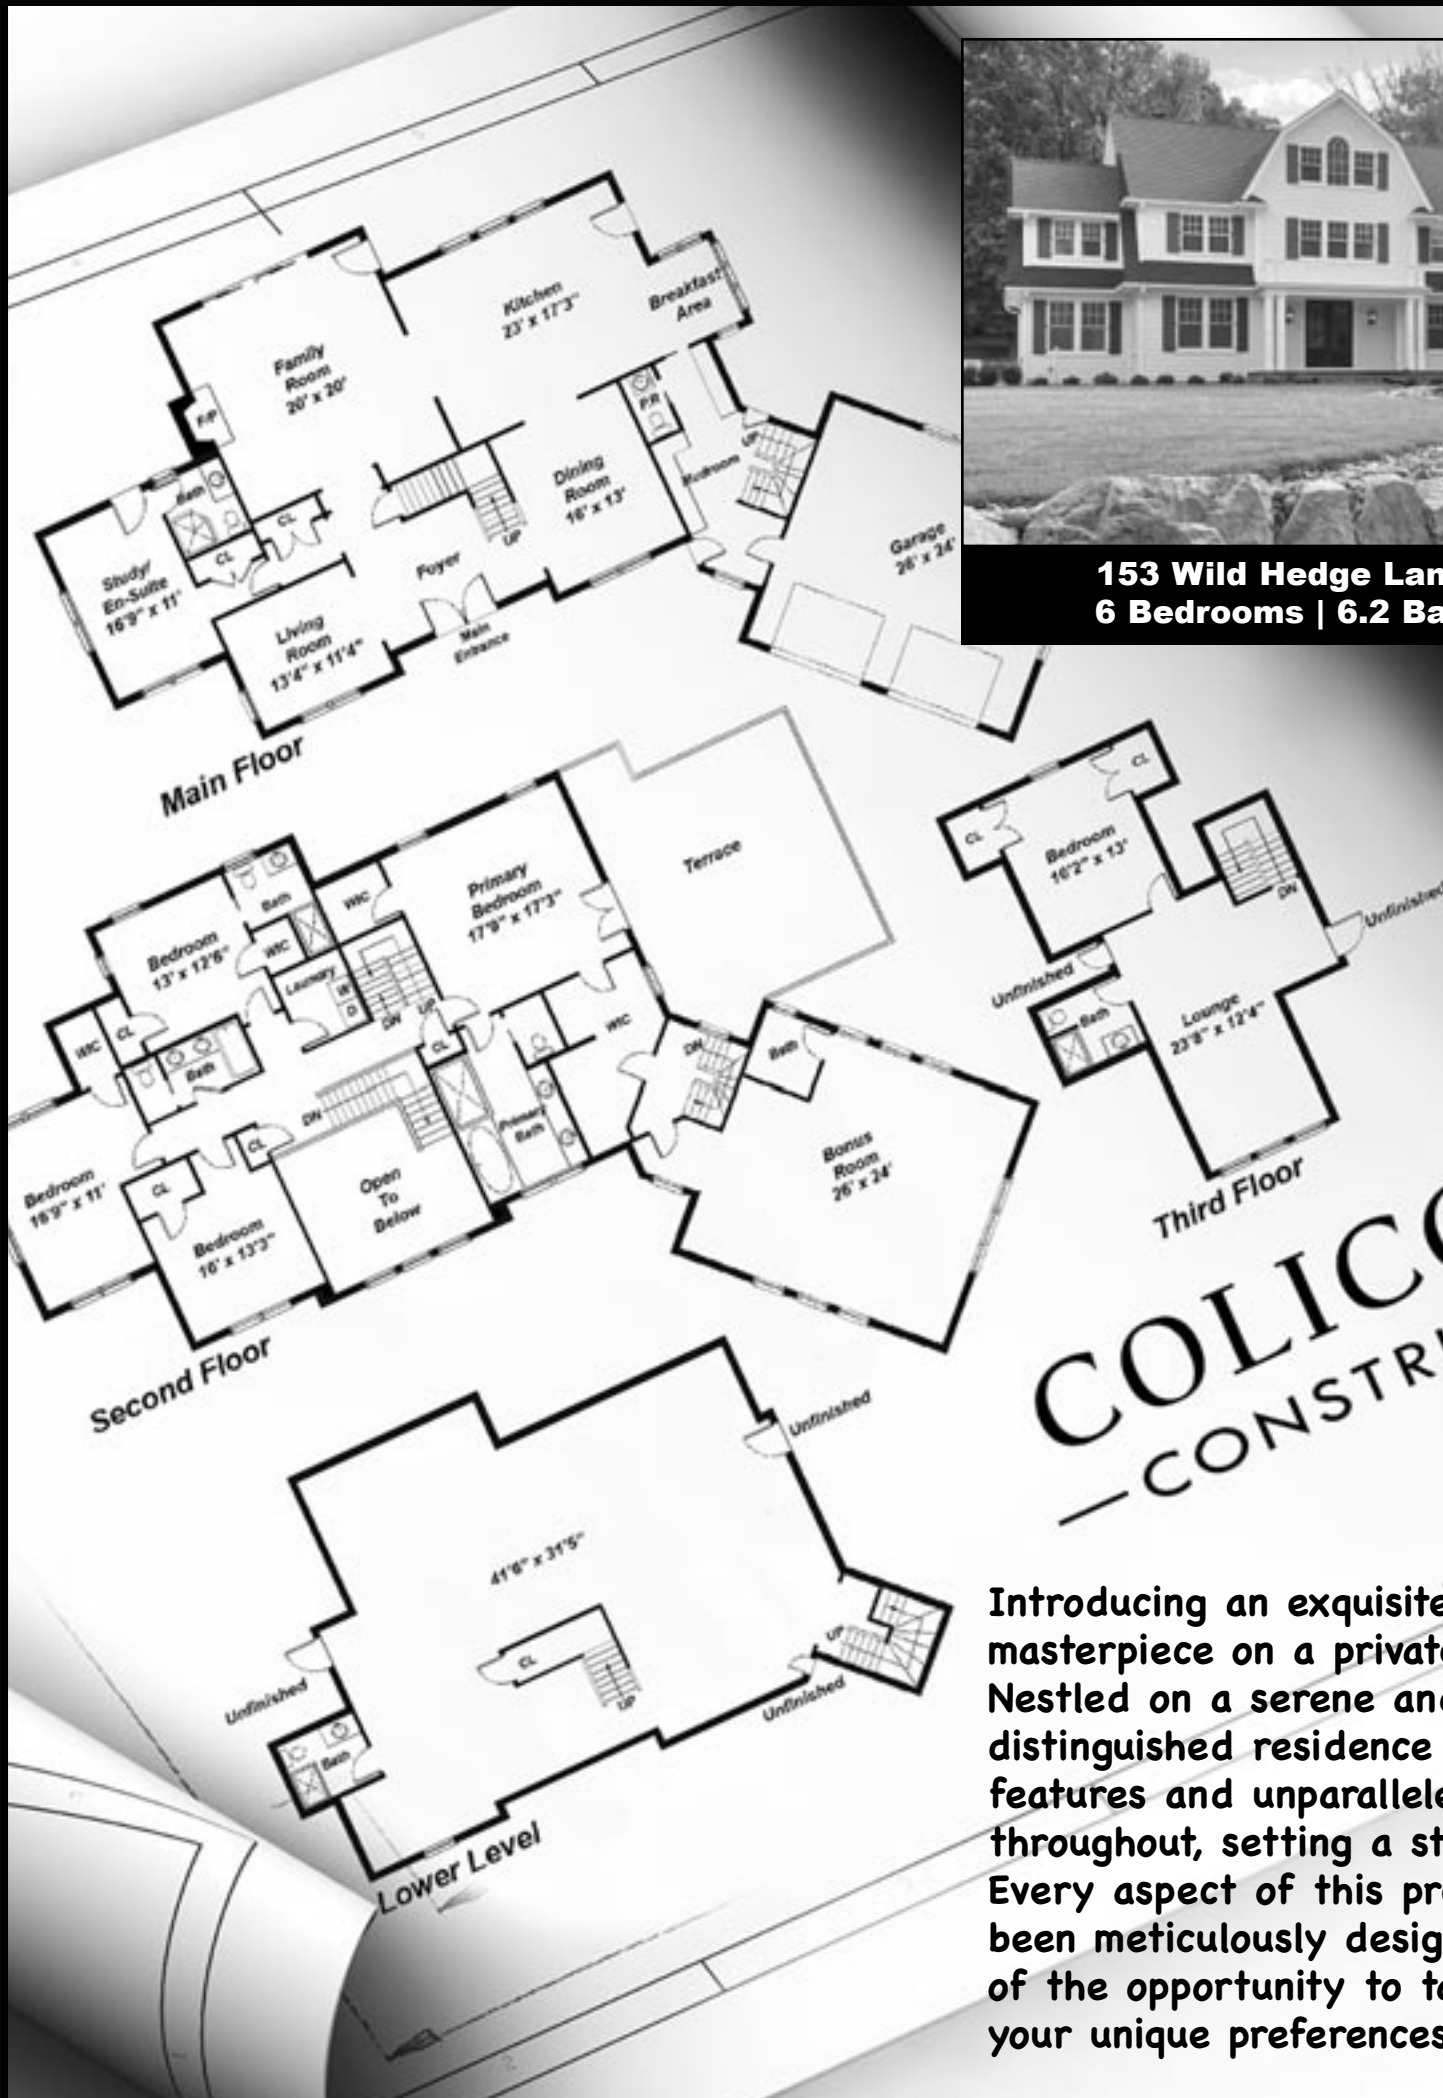 153 Wild Hedge Lan
6 Bedrooms | 6.2 Ba
Kitchen
23' x 17'3"
Breakfast
Area
Family
Room
20' x 20'
F/P
PR
UP
Mudroom
Dining
Room
16' x 13'
Garage
26' x 24'
Bath
CL
CL
UP
Foyer
Study/
En-Suite
16'9" x 11'
Living
Room
13'4" x 11'4"
Main
Entrance
Main Floor
Terrace
Primary
Bedroom
17'9" x 17'3"
WIC
Bath
Bedroom
13' x 12'6"
WIC
Laundry
W
D
DN
UP
CL
WIC
CL
WIC
Bath
DN
Bath
DN
CL
Primary
Bath
Bedroom
16'9" x 11'
CL
Open
To
Below
Bonus
Room
26' x 24'
Bedroom
16' x 13'3"
Second Floor
CL
CL
Bedroom
16'2" x 13'
DN
Unfinished
Unfinished
Bath
Lounge
23'8" x 12'4"
Third Floor
COLICO
CONSTR
Unfinished
41'6" x 31'5"
CL
UP
UP
Unfinished
Unfinished
Bath
Lower Level
Introducing an exquisite
masterpiece on a private
Nestled on a serene and
distinguished residence
features and unparallele
throughout, setting a st
Every aspect of this pr
been meticulously desig
of the opportunity to t
your unique preferences